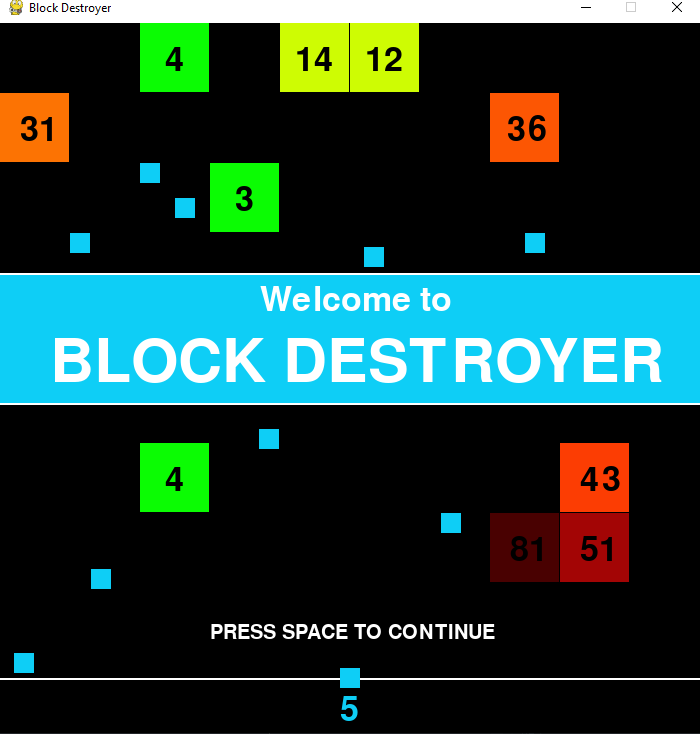 Block Destroyer
4 14 12
31 36
3
Welcome to
BLOCK DESTROYER
4 43
81 51
PRESS SPACE TO CONTINUE
5